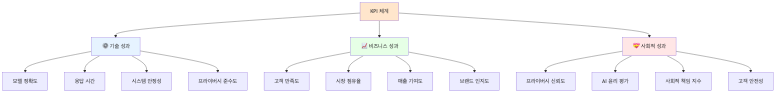 KPI 체계
⚙️ 기술 성과
📈 비즈니스 성과
💝 사회적 성과
모델 정확도
응답 시간
시스템 안정성
프라이버시 준수도
고객 만족도
시장 점유율
매출 기여도
브랜드 인지도
프라이버시 신뢰도
AI 윤리 평가
사회적 책임 지수
고객 안전성